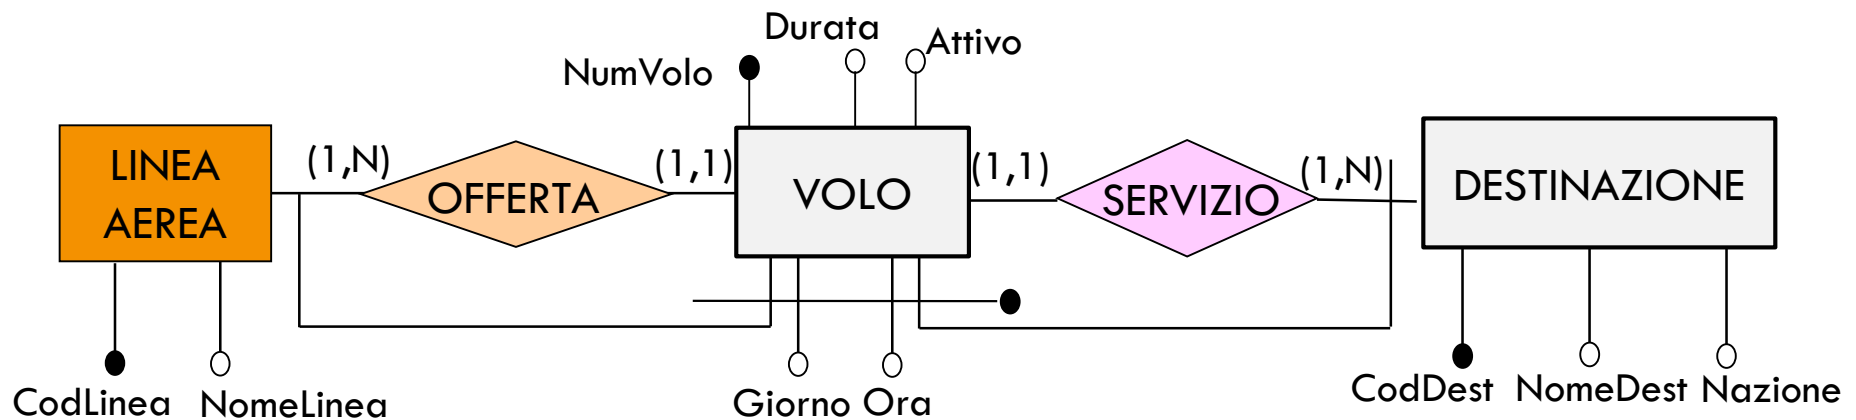 Durata
Attivo
NumVolo
LINEA
AEREA
(1,N)
OFFERTA
(1,1)
VOLO
(1,1)
SERVIZIO
(1,N)
DESTINAZIONE
CodLinea
NomeLinea
Giorno
Ora
CodDest
NomeDest
Nazione